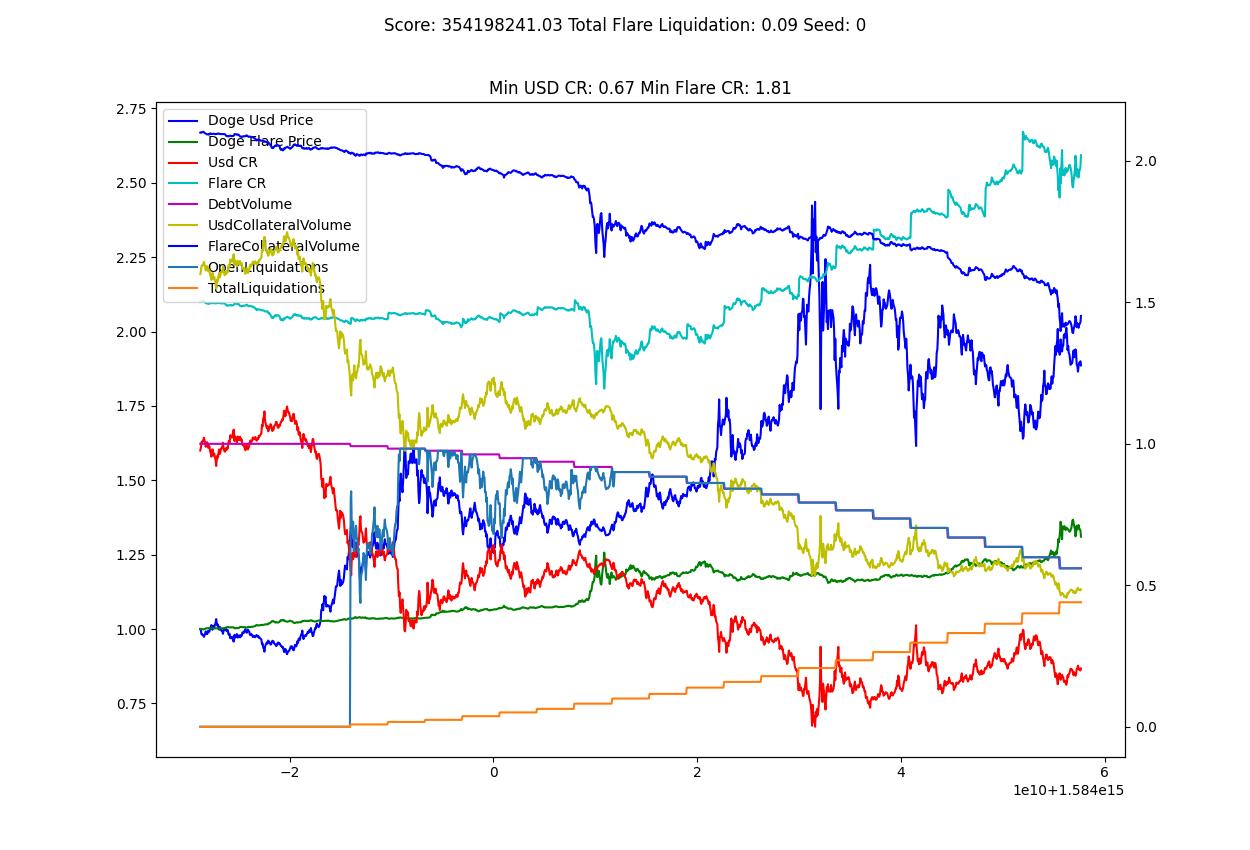 Score: 354198241.03 Total Flare Liquidation: 0.09 Seed: 0
Min USD CR: 0.67 Min Flare CR: 1.81
2.75
2.50
2.25
2.00
1.75
1.50
1.25
1.00
0.75
Doge Usd Price
Doge Flare Price
Usd CR
Flare CR
DebtVolume
UsdCollateralVolume
FlareCollateralVolume
OpenLiquidations
TotalLiquidations
2.0
1.5
1.0
0.5
0.0
−2 0 2 4 6
1e10+1.584e15